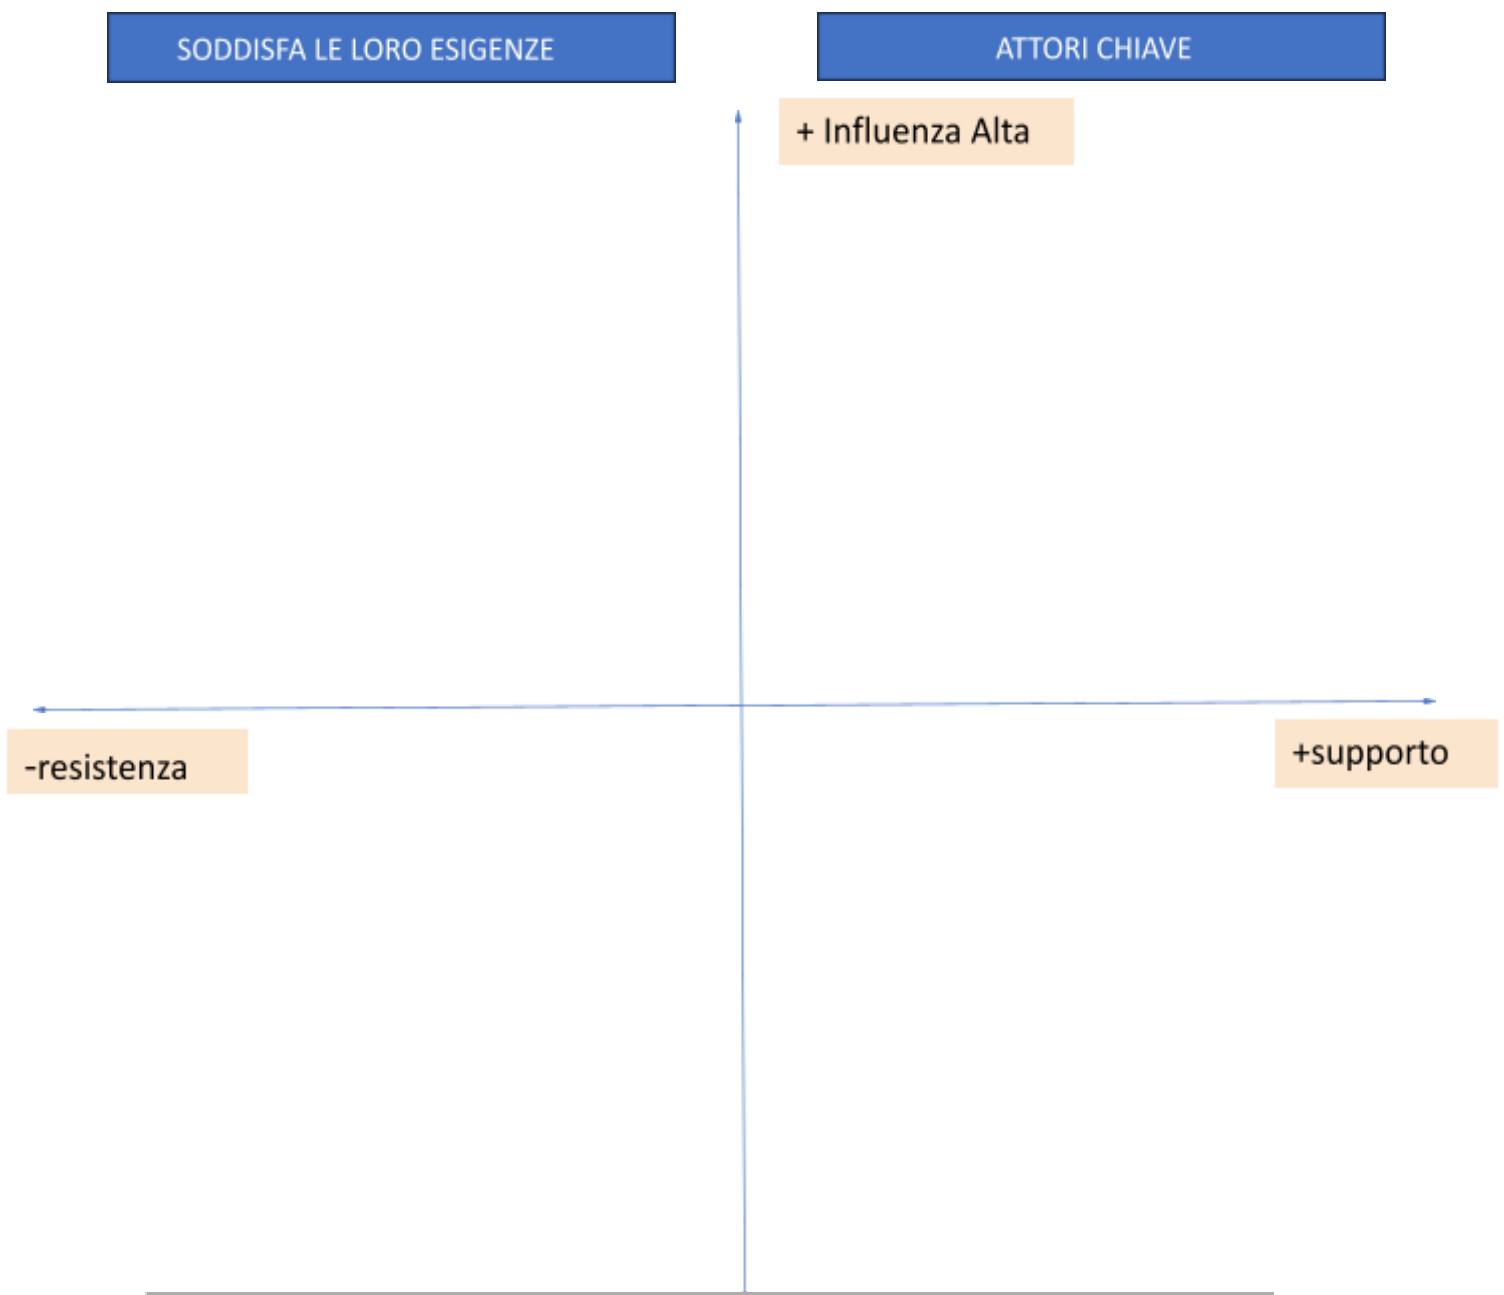 SODDISFA LE LORO ESIGENZE
ATTORI CHIAVE
+ Influenza Alta
-resistenza
+supporto